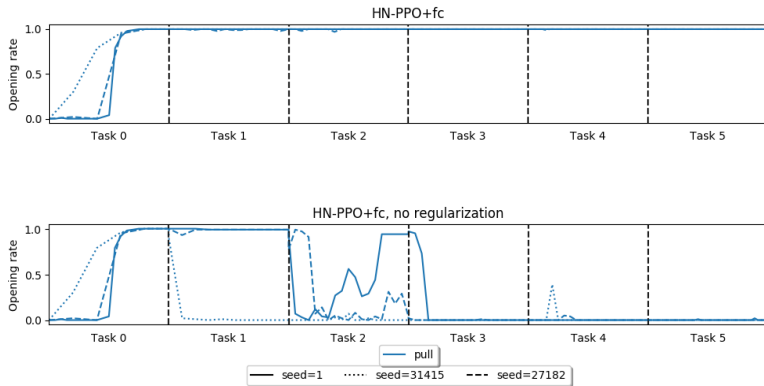 HN-PPO+fc
1.0
0.5
0.0
Opening rate
Task 0 Task 1 Task 2 Task 3 Task 4 Task 5
HN-PPO+fc, no regularization
1.0
0.5
0.0
Opening rate
Task 0 Task 1 Task 2 Task 3 Task 4 Task 5
pull
seed=1 seed=31415 seed=27182